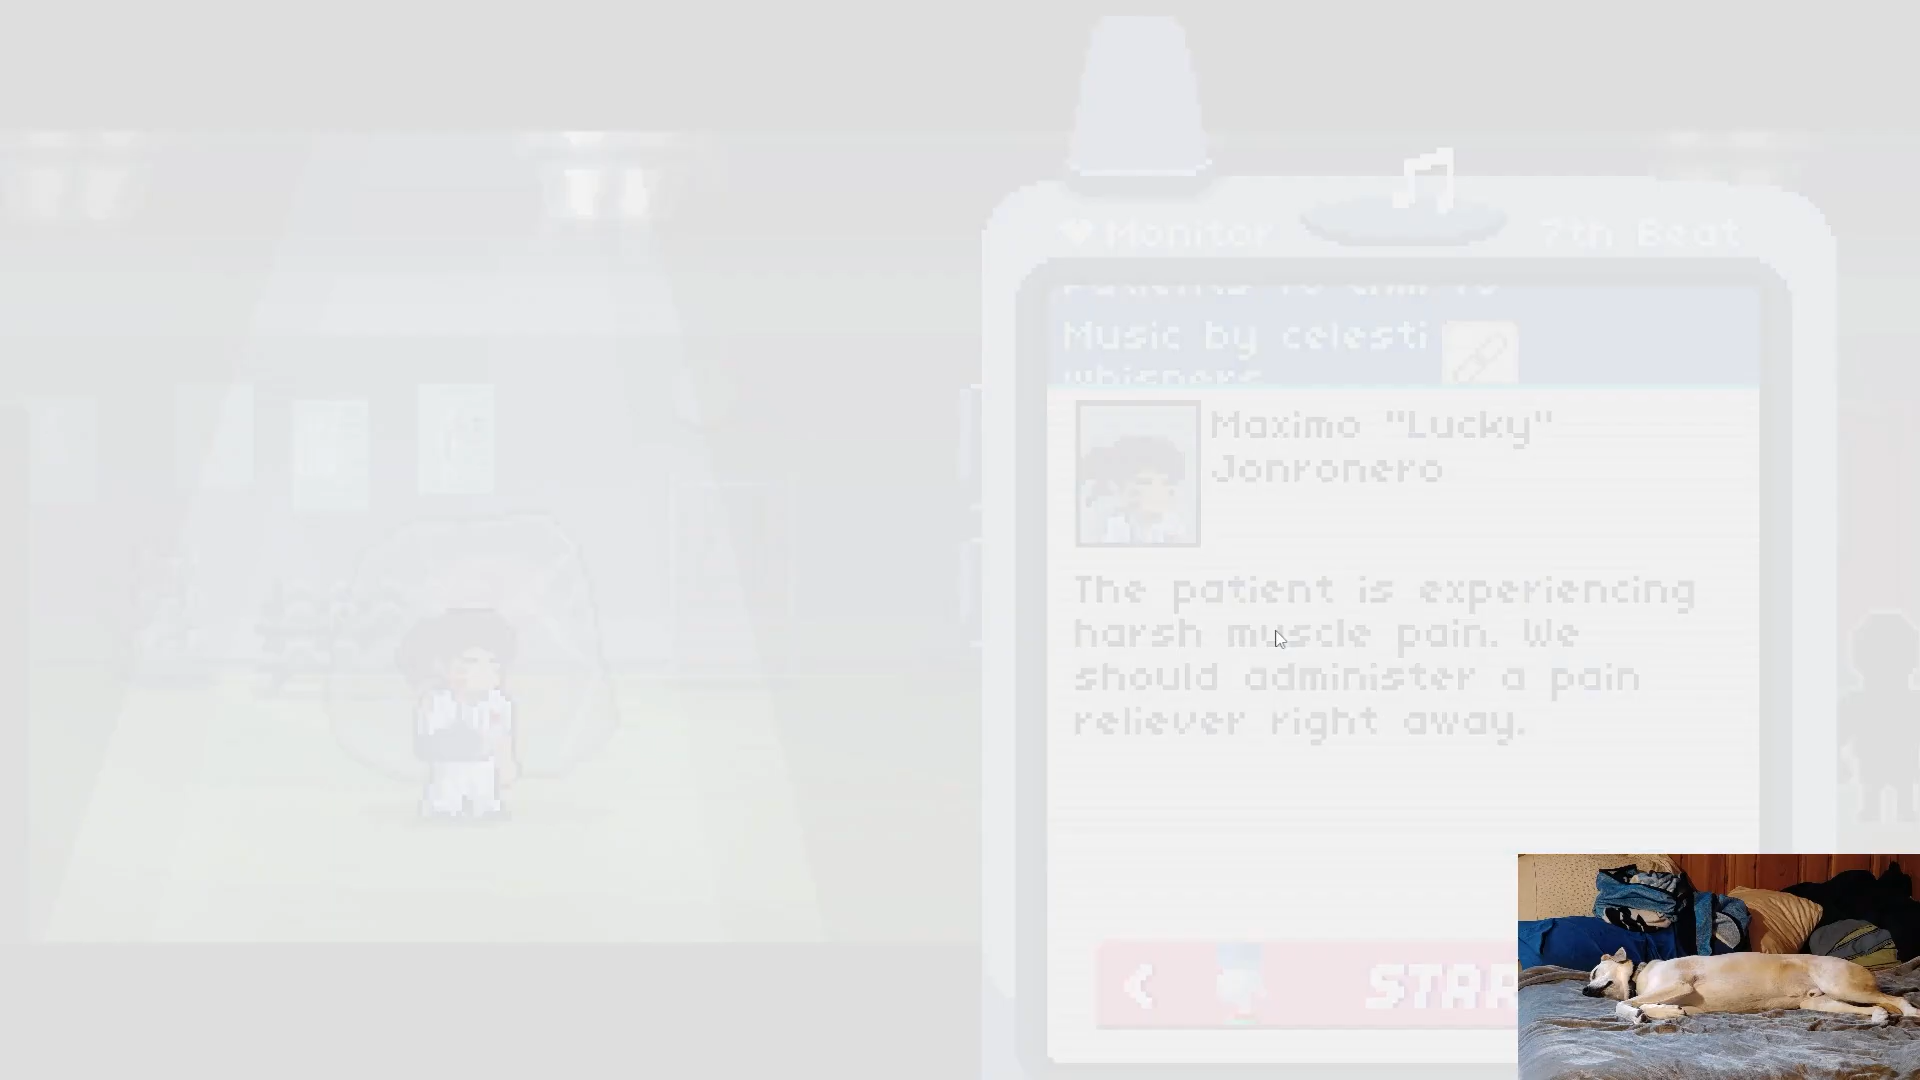 Monitor
7th Beat
Music by celesti
whispers
Maximo "Lucky"
Jonronero
The patient is experiencing
harsh muscle pain. We
should administer a pain
reliever right away.
STAR